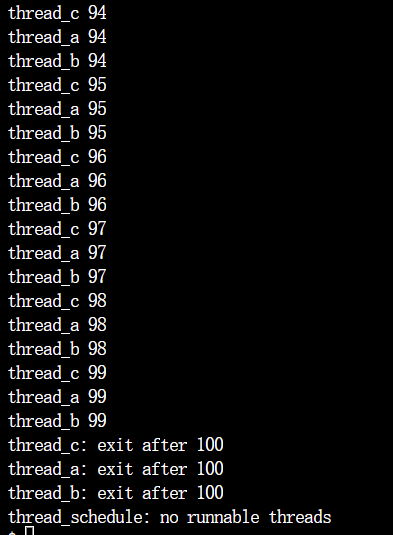 thread_c 94
thread_a 94
thread_b 94
thread_c 95
thread_a 95
thread_b 95
thread_c 96
thread_a 96
thread_b 96
thread_c 97
thread_a 97
thread_b 97
thread_c 98
thread_a 98
thread_b 98
thread_c 99
thread_a 99
thread_b 99
thread_c: exit after 100
thread_a: exit after 100
thread_b: exit after 100
thread_schedule: no runnable threads